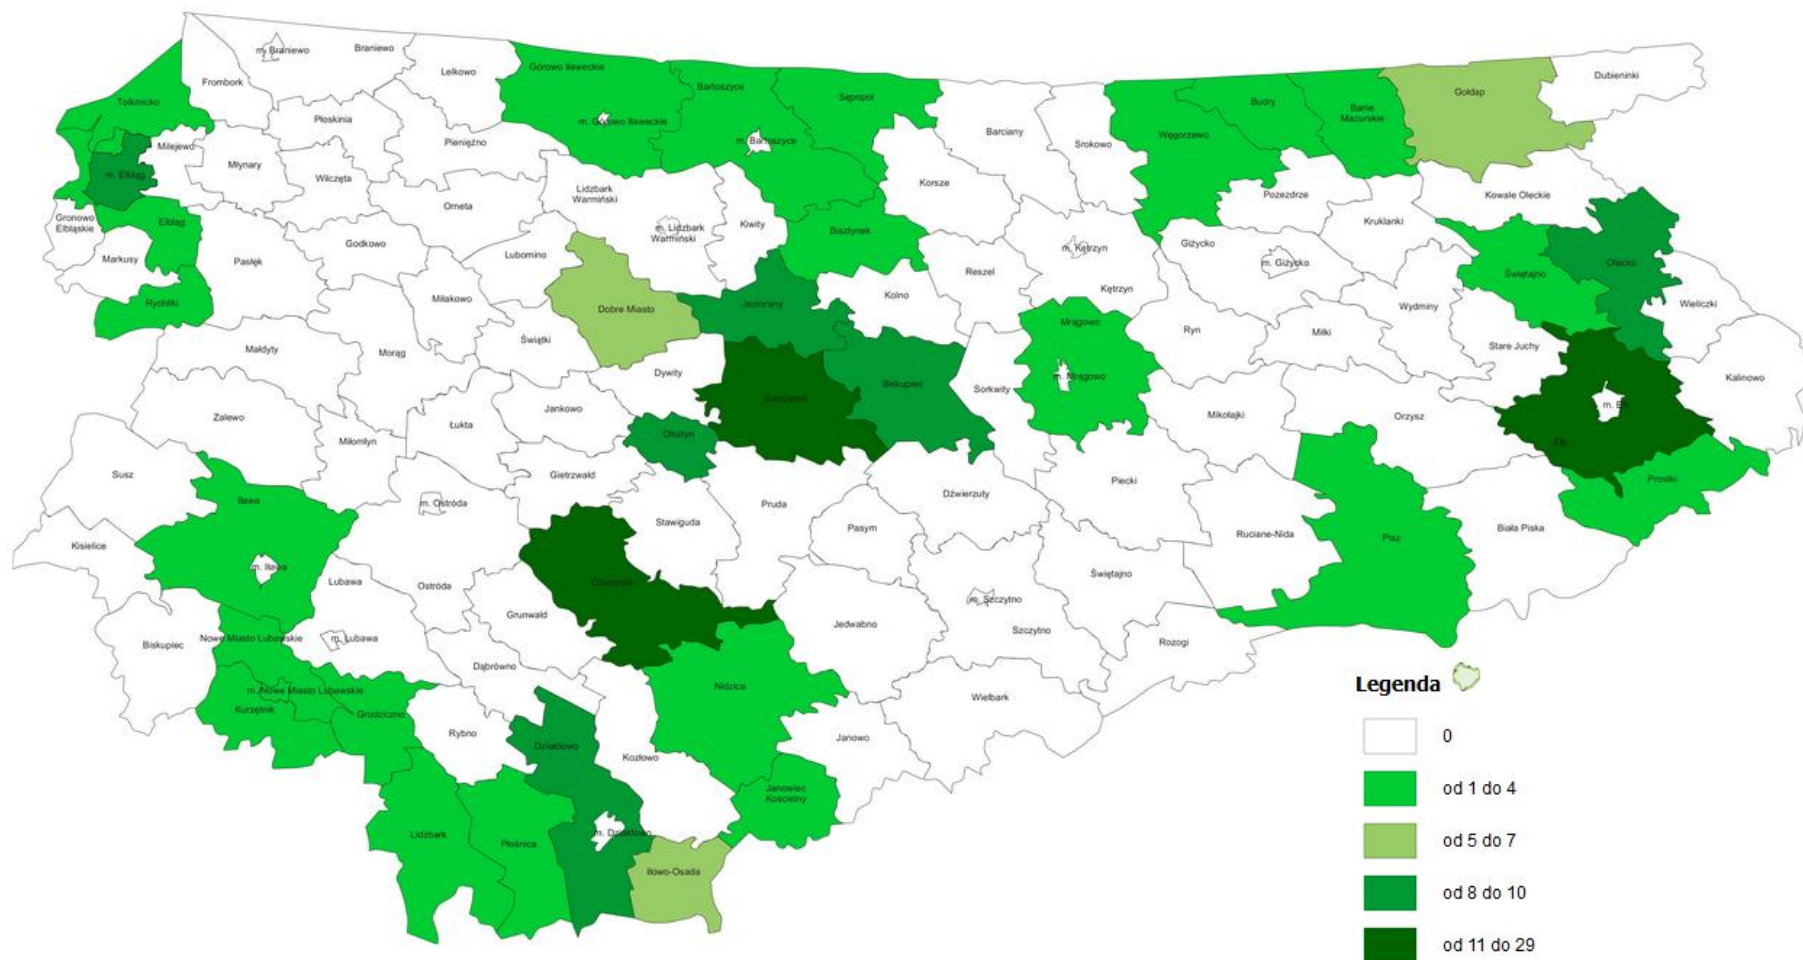 m. Braniewo
Braniewo
Lelkowo
Górowo Iławeckie
Bartoszyce
Sępopol
Frombork
Tolkmicko
Płoskinia
Pieniężno
m. Górowo Iławeckie
m. Bartoszyce
Barciany
Srokowo
Węgorzewo
Budry
Banie
Mazurskie
Gołdap
Dubieninki
Milejewo
Młynary
Wilczęta
m. Elbląg
Orneta
Lidzbark
Warmiński
Korsze
Pozezdrze
Kowale Oleckie
Gronowo
Elbląskie
Elbląg
Markusy
Pasłęk
Godkowo
Lubomino
m. Lidzbark
Warmiński
Kiwity
Bisztynek
Reszel
m. Kętrzyn
Kętrzyn
Giżycko
m. Giżycko
Kruklanki
Olecko
Świętajno
Rychliki
Miłakowo
Dobre Miasto
Jeziorany
Kolno
Mrągowo
Ryn
Miłki
Wydminy
Wieliczki
Małdyty
Morąg
Świątki
Dywity
Biskupiec
Sorkwity
m. Mrągowo
Stare Juchy
Kalinowo
Zalewo
Miłomłyn
Łukta
Jankowo
Olsztyn
Mikołajki
Orzysz
m. Ełk
Ełk
Susz
Iława
m. Ostróda
Gietrzwałd
Stawiguda
Pruda
Pasym
Dźwierzuty
Piecki
Ruciane-Nida
Pisz
Biała Piska
Prostki
Kisielice
m. Iława
Lubawa
Ostróda
Grunwald
Olsztynek
Jedwabno
m. Szczytno
Szczytno
Świętajno
Rozogi
Biskupiec
Nowe Miasto Lubawskie
m. Lubawa
Dąbrówno
Nidzica
Wielbark
m. Nowe Miasto Lubawskie
Kurzętnik
Grodziczno
Rybno
Działdowo
Kozłowo
Janowo
Janowiec
Kościelny
Lidzbark
Płośnica
m. Działdowo
Iłowo-Osada
Legenda
0
od 1 do 4
od 5 do 7
od 8 do 10
od 11 do 29